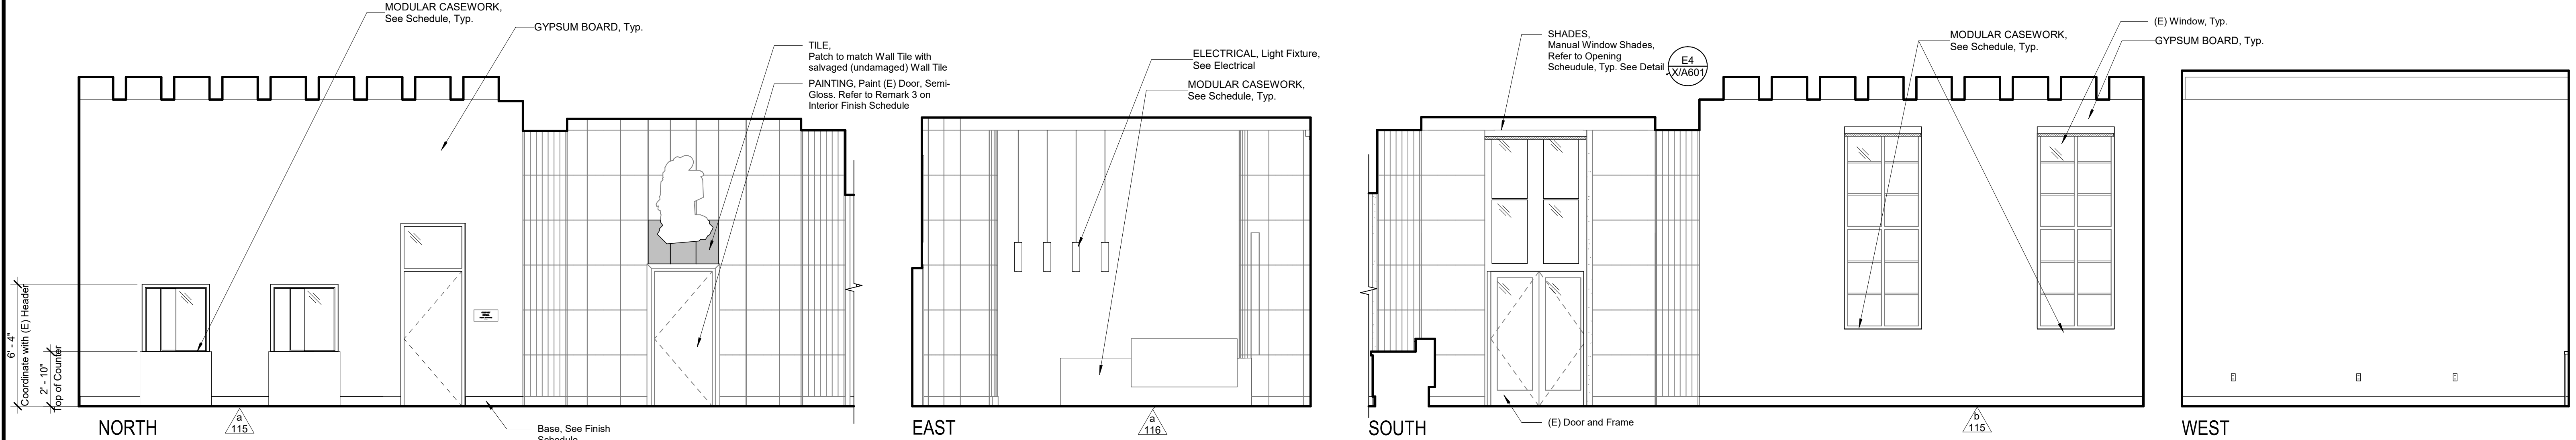 MODULAR CASEWORK,
See Schedule, Typ.
GYPSUM BOARD, Typ.
TILE,
Patch to match Wall Tile with
salvaged (undamaged) Wall Tile
PAINTING, Paint (E) Door, Semi-
Gloss. Refer to Remark 3 on
Interior Finish Schedule
6' - 4"
Coordinate with (E) Header
2' - 10"
Top of Counter
NORTH
a
115
Base, See Finish
Schedule
ELECTRICAL, Light Fixture,
See Electrical
MODULAR CASEWORK,
See Schedule, Typ.
EAST
a
116
SHADES,
Manual Window Shades,
Refer to Opening
Scheudule, Typ. See Detail
E4
X/A601
MODULAR CASEWORK,
See Schedule, Typ.
(E) Window, Typ.
GYPSUM BOARD, Typ.
SOUTH
(E) Door and Frame
b
115
WEST